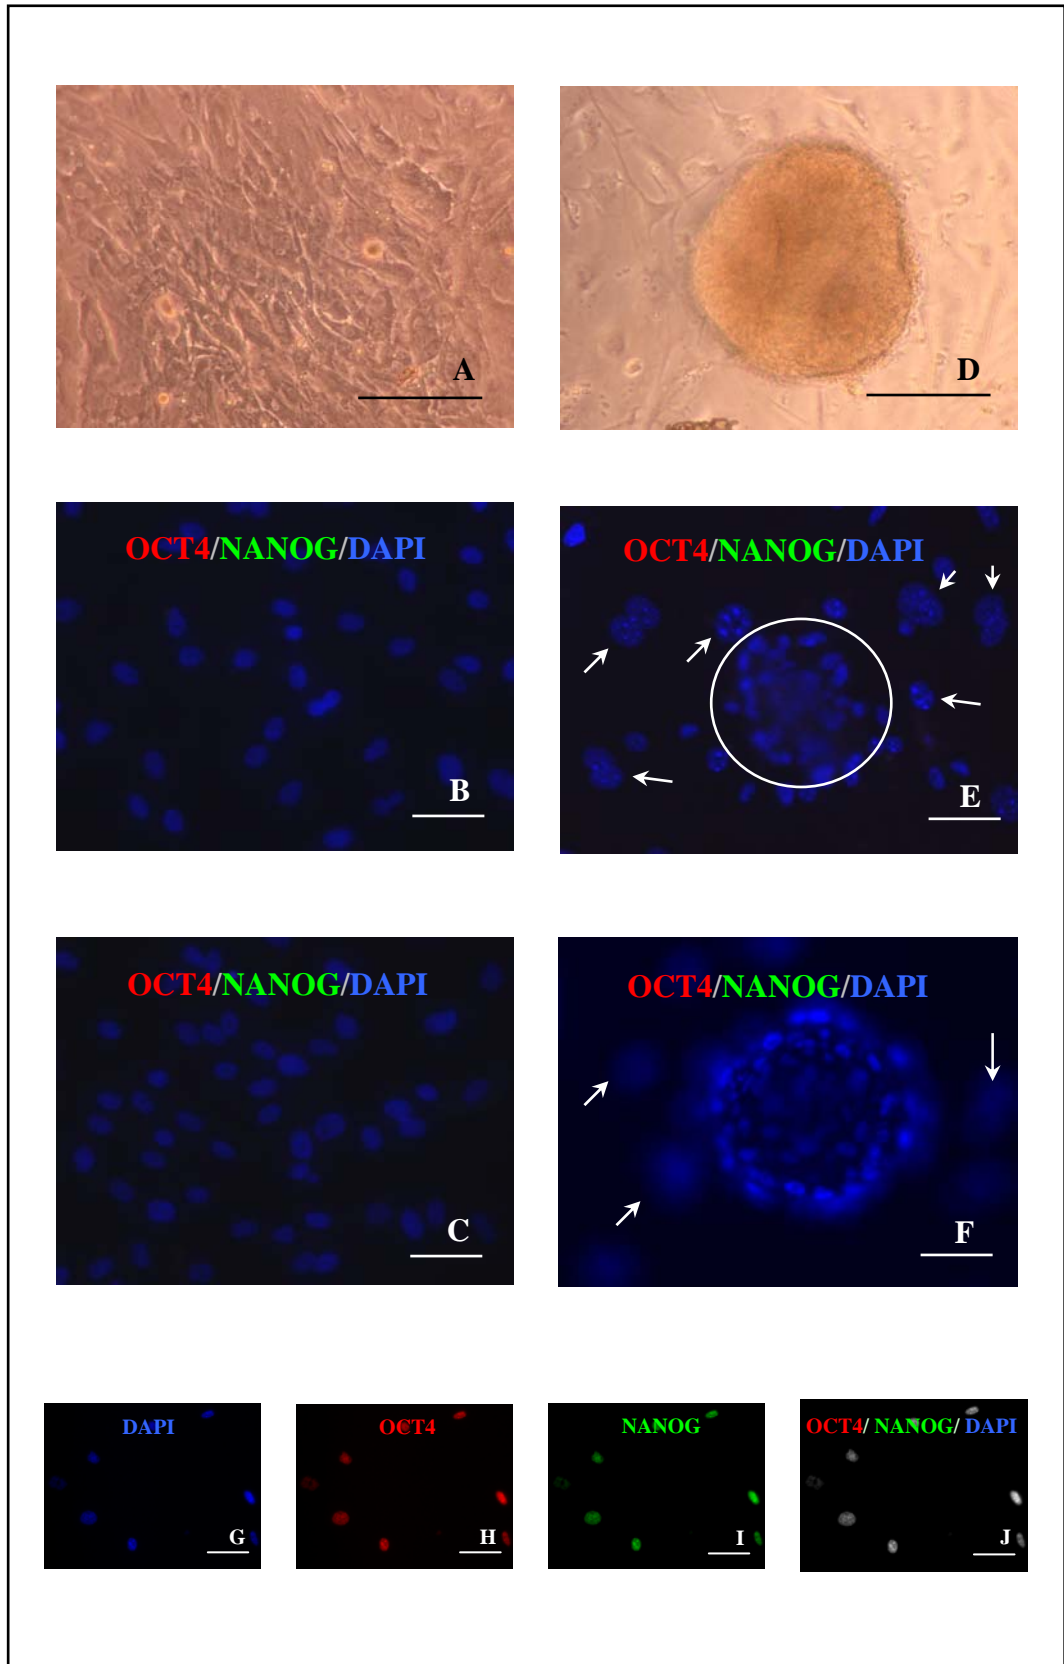 A
D
OCT4/NANOG/DAPI
B
OCT4/NANOG/DAPI
E
OCT4/NANOG/DAPI
C
OCT4/NANOG/DAPI
F
DAPI
G
OCT4
H
NANOG
I
OCT4/ NANOG/ DAPI
J